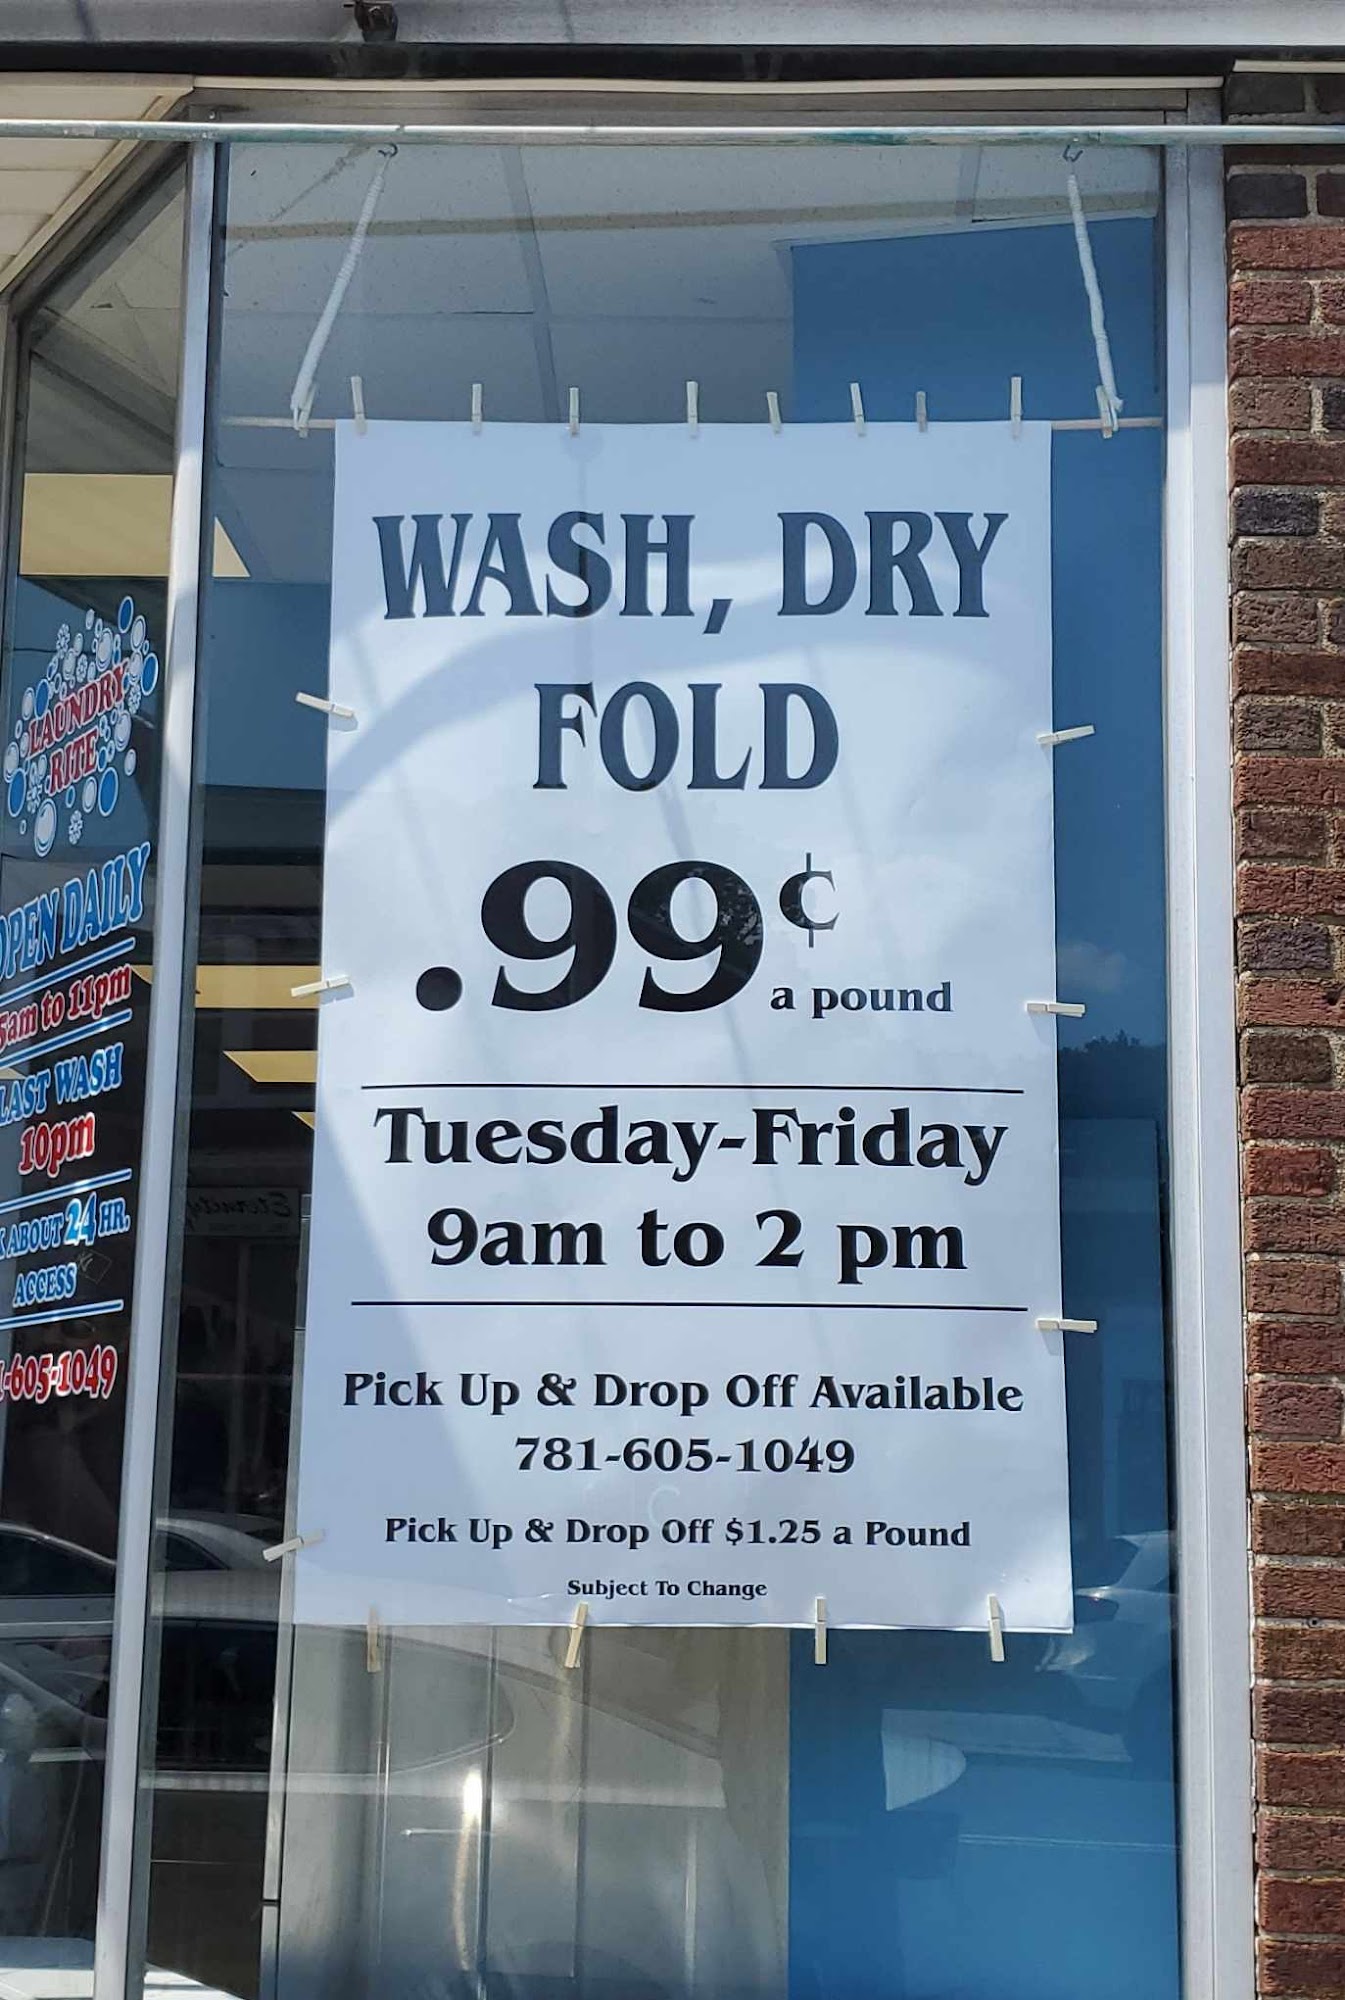 WASH, DRY
FOLD
.99¢
a pound
Tuesday-Friday
9am to 2 pm
Pick Up & Drop Off Available
781-605-1049
Pick Up & Drop Off $1.25 a Pound
Subject To Change
LAUNDRY
RITE
OPEN DAILY
5am to 11pm
LAST WASH
10pm
ABOUT 24 HR.
ACCESS
-605-1049
Eternity